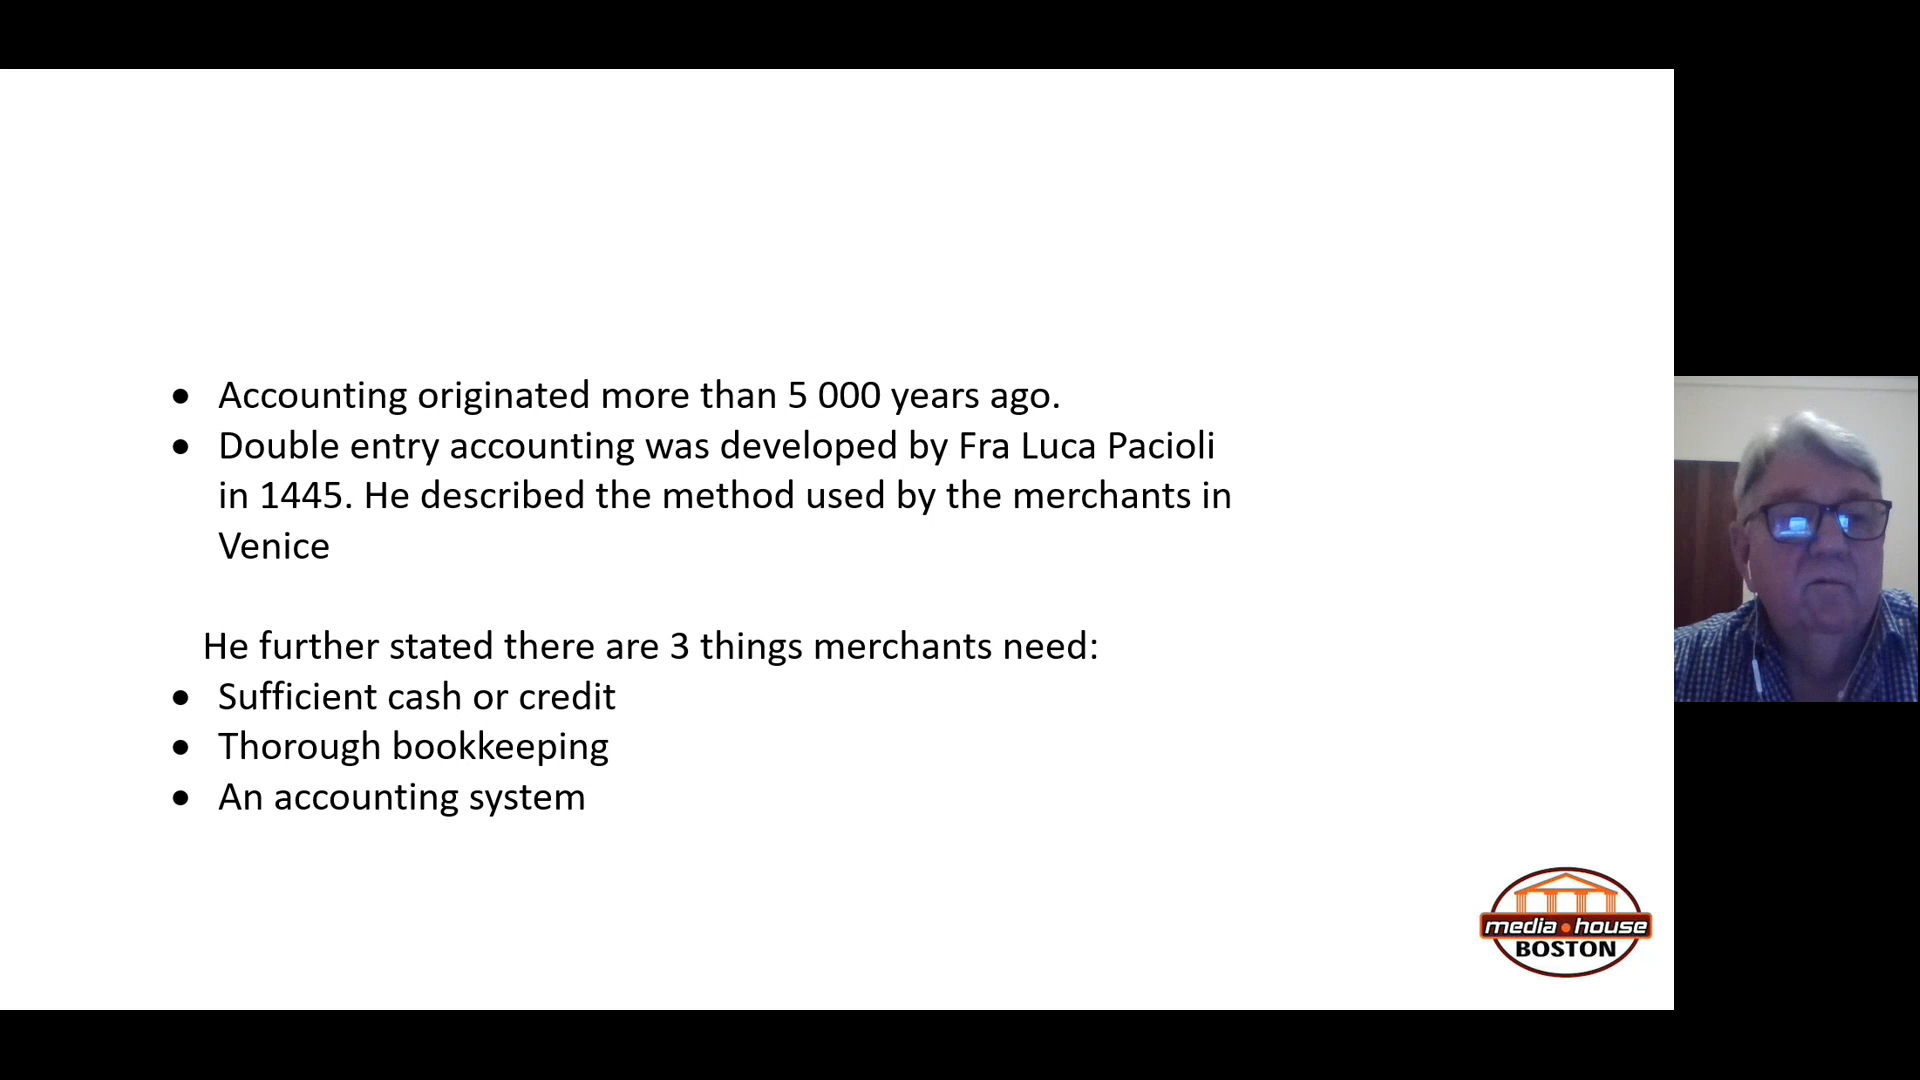 • Accounting originated more than 5 000 years ago.
• Double entry accounting was developed by Fra Luca Pacioli
in 1445. He described the method used by the merchants in
Venice
He further stated there are 3 things merchants need:
• Sufficient cash or credit
• Thorough bookkeeping
• An accounting system
media•house
BOSTON